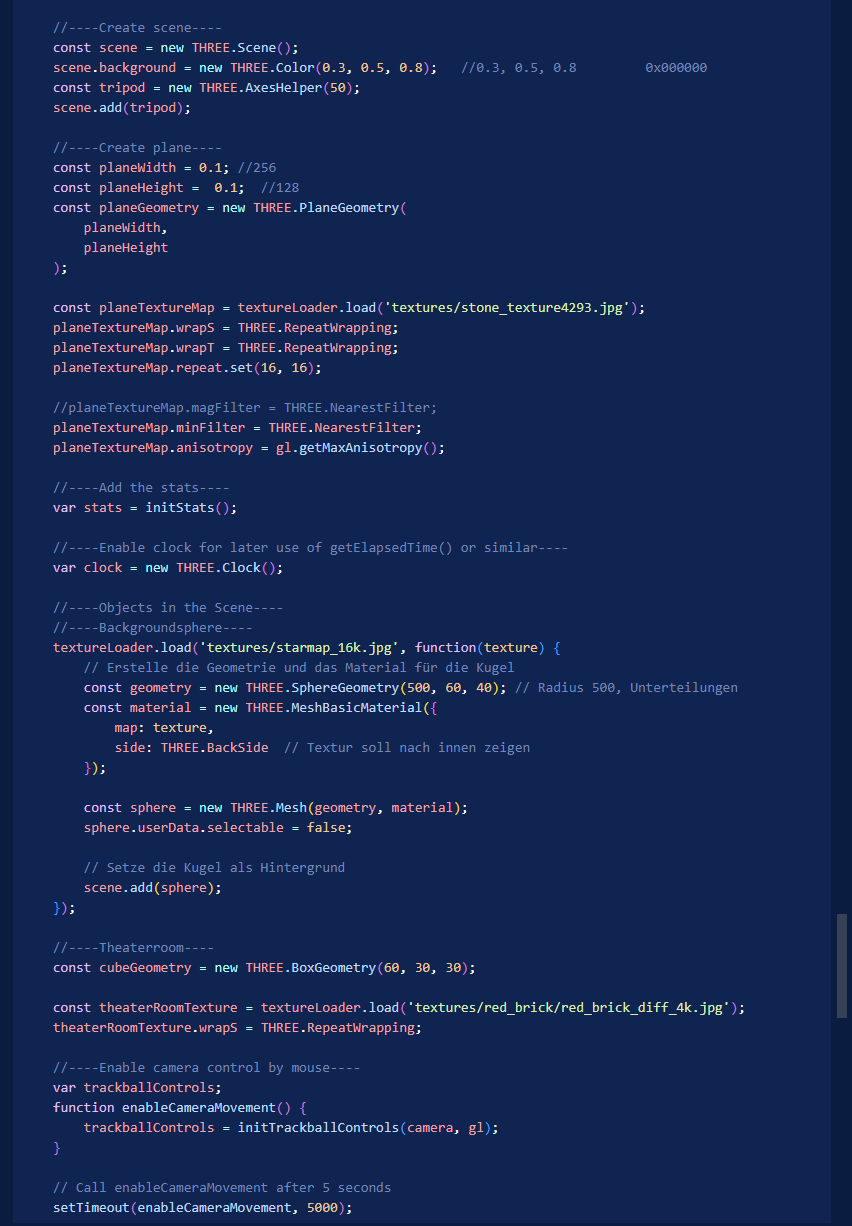 //----Create scene----
const scene = new THREE.Scene();
scene.background = new THREE.Color(0.3, 0.5, 0.8);   //0.3, 0.5, 0.8         0x000000
const tripod = new THREE.AxesHelper(50);
scene.add(tripod);

//----Create plane----
const planeWidth = 0.1; //256
const planeHeight =  0.1;  //128
const planeGeometry = new THREE.PlaneGeometry(
    planeWidth,
    planeHeight
);

const planeTextureMap = textureLoader.load('textures/stone_texture4293.jpg');
planeTextureMap.wrapS = THREE.RepeatWrapping;
planeTextureMap.wrapT = THREE.RepeatWrapping;
planeTextureMap.repeat.set(16, 16);

//planeTextureMap.magFilter = THREE.NearestFilter;
planeTextureMap.minFilter = THREE.NearestFilter;
planeTextureMap.anisotropy = gl.getMaxAnisotropy();

//----Add the stats----
var stats = initStats();

//----Enable clock for later use of getElapsedTime() or similar----
var clock = new THREE.Clock();

//----Objects in the Scene----
//----Backgroundsphere----
textureLoader.load('textures/starmap_16k.jpg', function(texture) {
    // Erstelle die Geometrie und das Material für die Kugel
    const geometry = new THREE.SphereGeometry(500, 60, 40); // Radius 500, Unterteilungen
    const material = new THREE.MeshBasicMaterial({
        map: texture,
        side: THREE.BackSide  // Textur soll nach innen zeigen
    });

    const sphere = new THREE.Mesh(geometry, material);
    sphere.userData.selectable = false;

    // Setze die Kugel als Hintergrund
    scene.add(sphere);
});

//----Theaterroom----
const cubeGeometry = new THREE.BoxGeometry(60, 30, 30);

const theaterRoomTexture = textureLoader.load('textures/red_brick/red_brick_diff_4k.jpg');
theaterRoomTexture.wrapS = THREE.RepeatWrapping;

//----Enable camera control by mouse----
var trackballControls;
function enableCameraMovement() {
    trackballControls = initTrackballControls(camera, gl);
}

// Call enableCameraMovement after 5 seconds
setTimeout(enableCameraMovement, 5000);